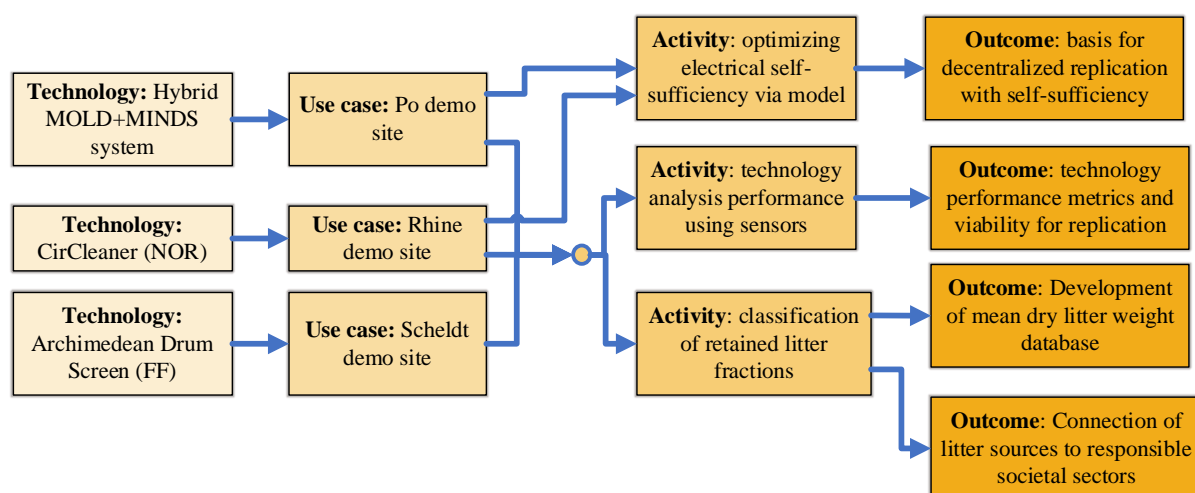 Technology: Hybrid
MOLD+MINDS
system
Use case: Po demo
site
Activity: optimizing
electrical self-
sufficiency via model
Outcome: basis for
decentralized replication
with self-sufficiency
Technology:
CirCleaner (NOR)
Use case: Rhine
demo site
Activity: technology
analysis performance
using sensors
Outcome: technology
performance metrics and
viability for replication
Technology:
Archimedean Drum
Screen (FF)
Use case: Scheldt
demo site
Activity: classification
of retained litter
fractions
Outcome: Development
of mean dry litter weight
database
Outcome: Connection of
litter sources to responsible
societal sectors